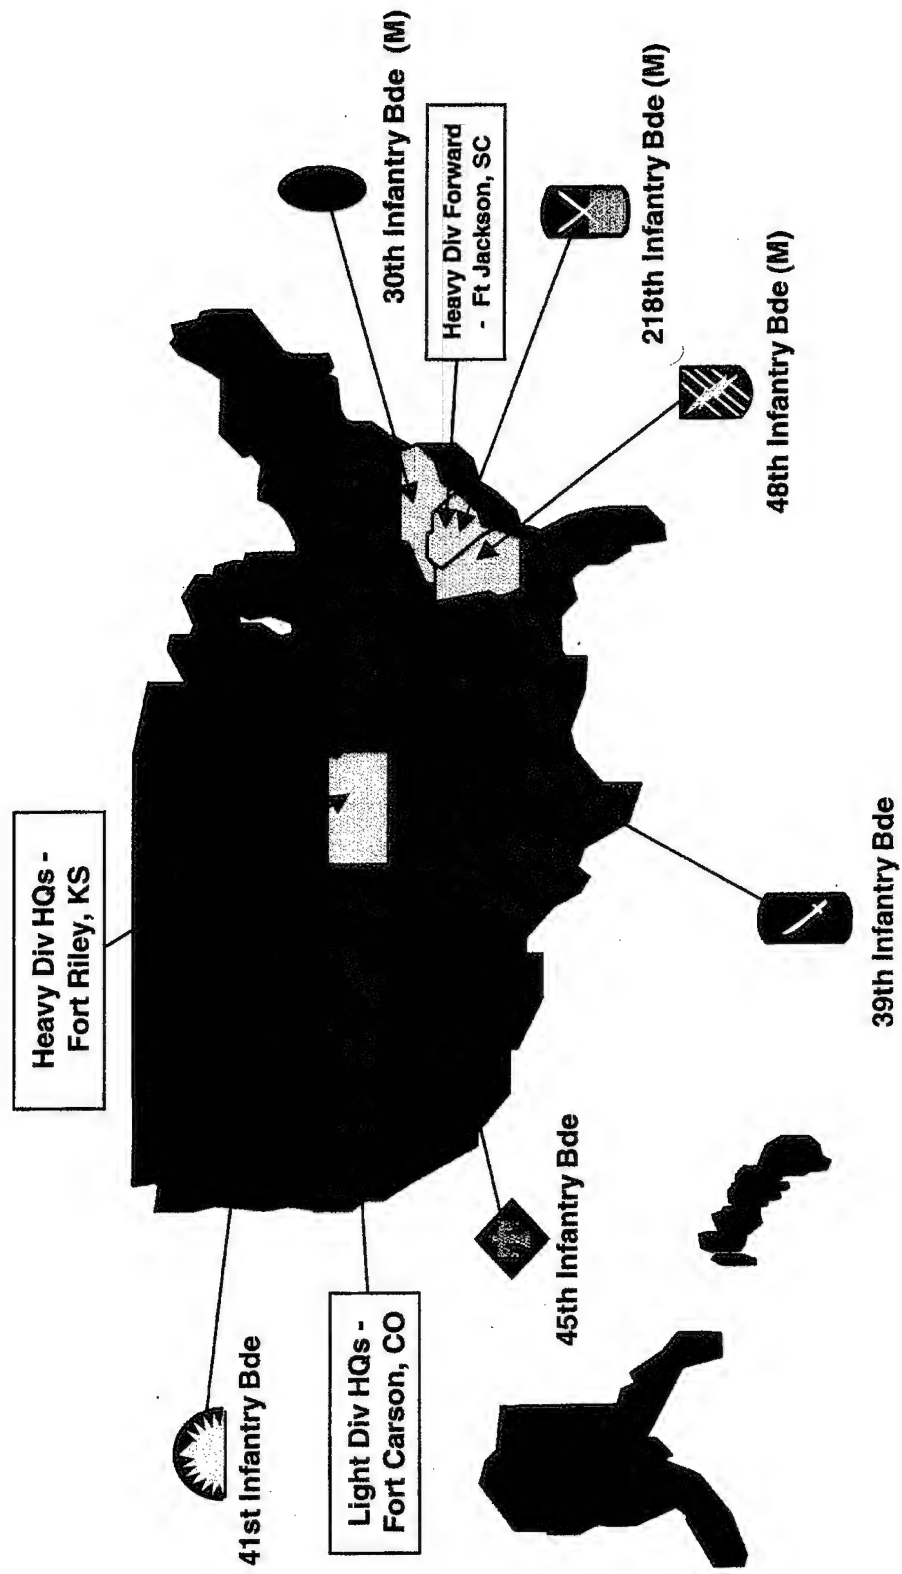 Heavy Div HQs -
Fort Riley, KS
41st Infantry Bde
Light Div HQs -
Fort Carson, CO
45th Infantry Bde
39th Infantry Bde
30th Infantry Bde (M)
Heavy Div Forward
- Ft Jackson, SC
218th Infantry Bde (M)
48th Infantry Bde (M)